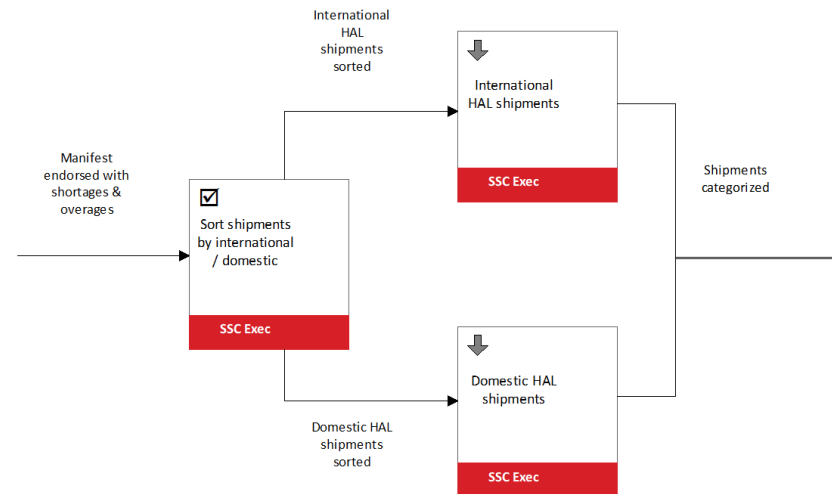 International
HAL
shipments
sorted
International
HAL shipments
SSC Exec
Manifest
endorsed with
shortages &
overages
Sort shipments
by international
/ domestic
SSC Exec
Shipments
categorized
Domestic HAL
shipments
sorted
Domestic HAL
shipments
SSC Exec